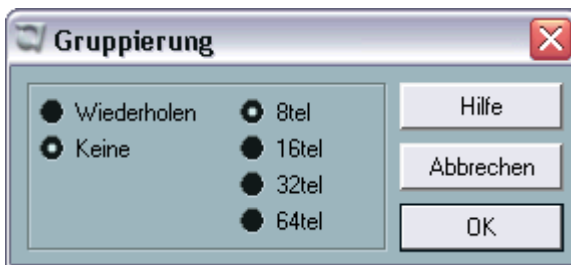 Gruppierung
Wiederholen
Keine
8tel
16tel
32tel
64tel
Hilfe
Abbrechen
OK